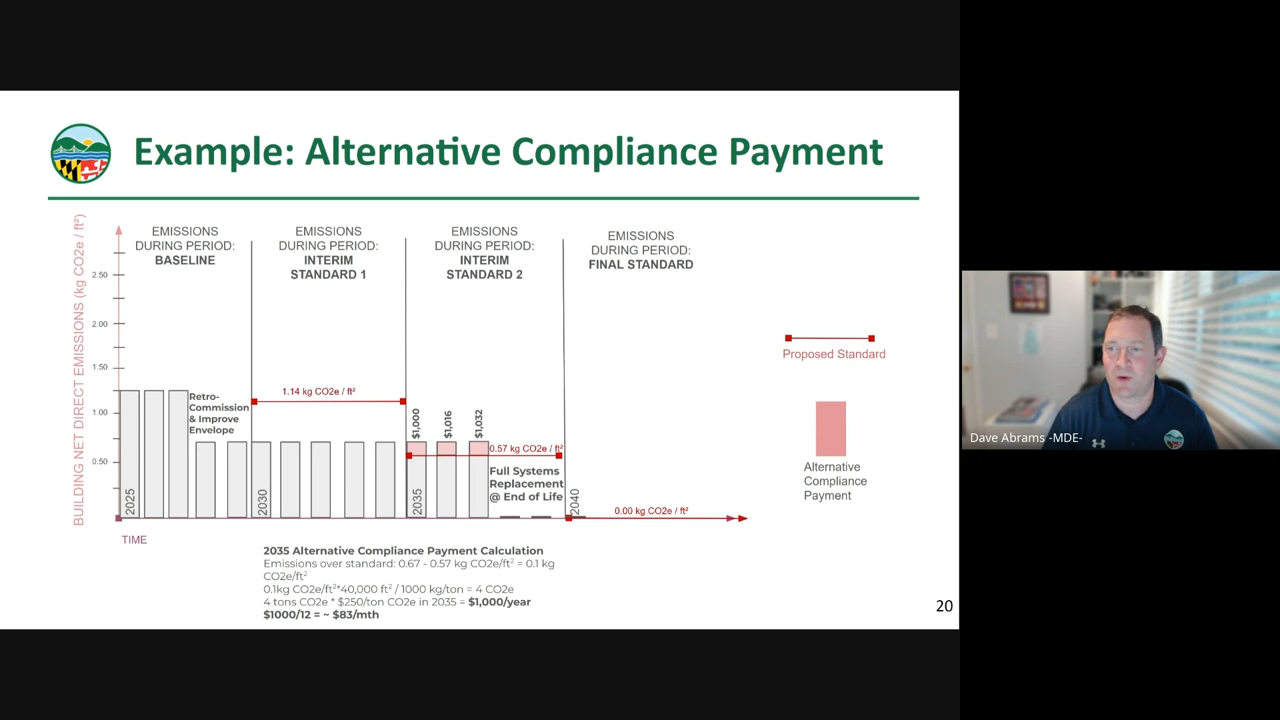 Example: Alternative Compliance Payment
BUILDING NET DIRECT EMISSIONS (kg CO2e / ft²)
2.50
2.00
1.50
1.00
0.50
EMISSIONS
DURING PERIOD:
BASELINE
EMISSIONS
DURING PERIOD:
INTERIM
STANDARD 1
EMISSIONS
DURING PERIOD:
INTERIM
STANDARD 2
EMISSIONS
DURING PERIOD:
FINAL STANDARD
Retro-
Commission
& Improve
Envelope
1.14 kg CO2e / ft²
$1,000
$1,016
$1,032
0.57 kg CO2e / ft²
Full Systems
Replacement
@ End of Life
2025
2030
2035
2040
0.00 kg CO2e / ft²
TIME
Proposed Standard
Alternative
Compliance
Payment
2035 Alternative Compliance Payment Calculation
Emissions over standard: 0.67 - 0.57 kg CO2e/ft² = 0.1 kg
CO2e/ft²
0.1kg CO2e/ft²*40,000 ft² / 1000 kg/ton = 4 CO2e
4 tons CO2e * $250/ton CO2e in 2035 = $1,000/year
$1000/12 = ~ $83/mth
20
Dave Abrams -MDE-